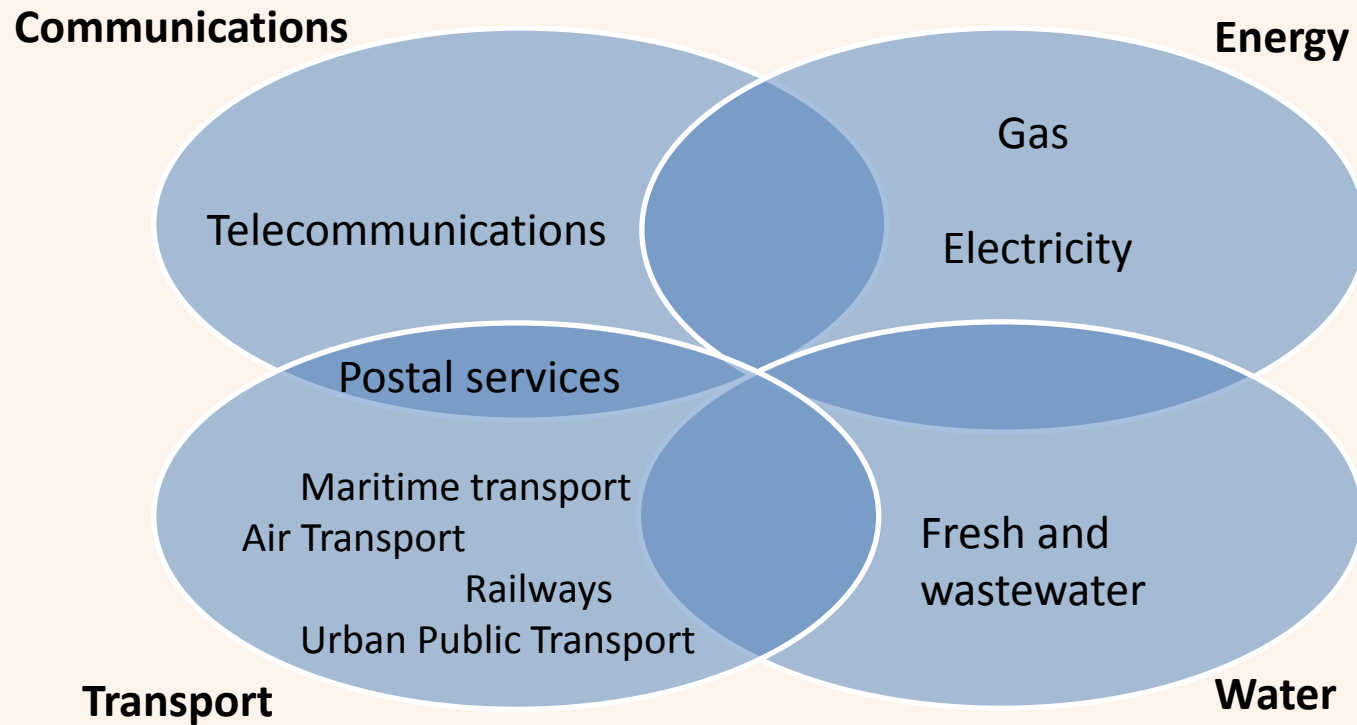 Communications
Energy
Gas
Telecommunications
Electricity
Postal services
Maritime transport
Air Transport
Railways
Urban Public Transport
Fresh and
wastewater
Transport
Water